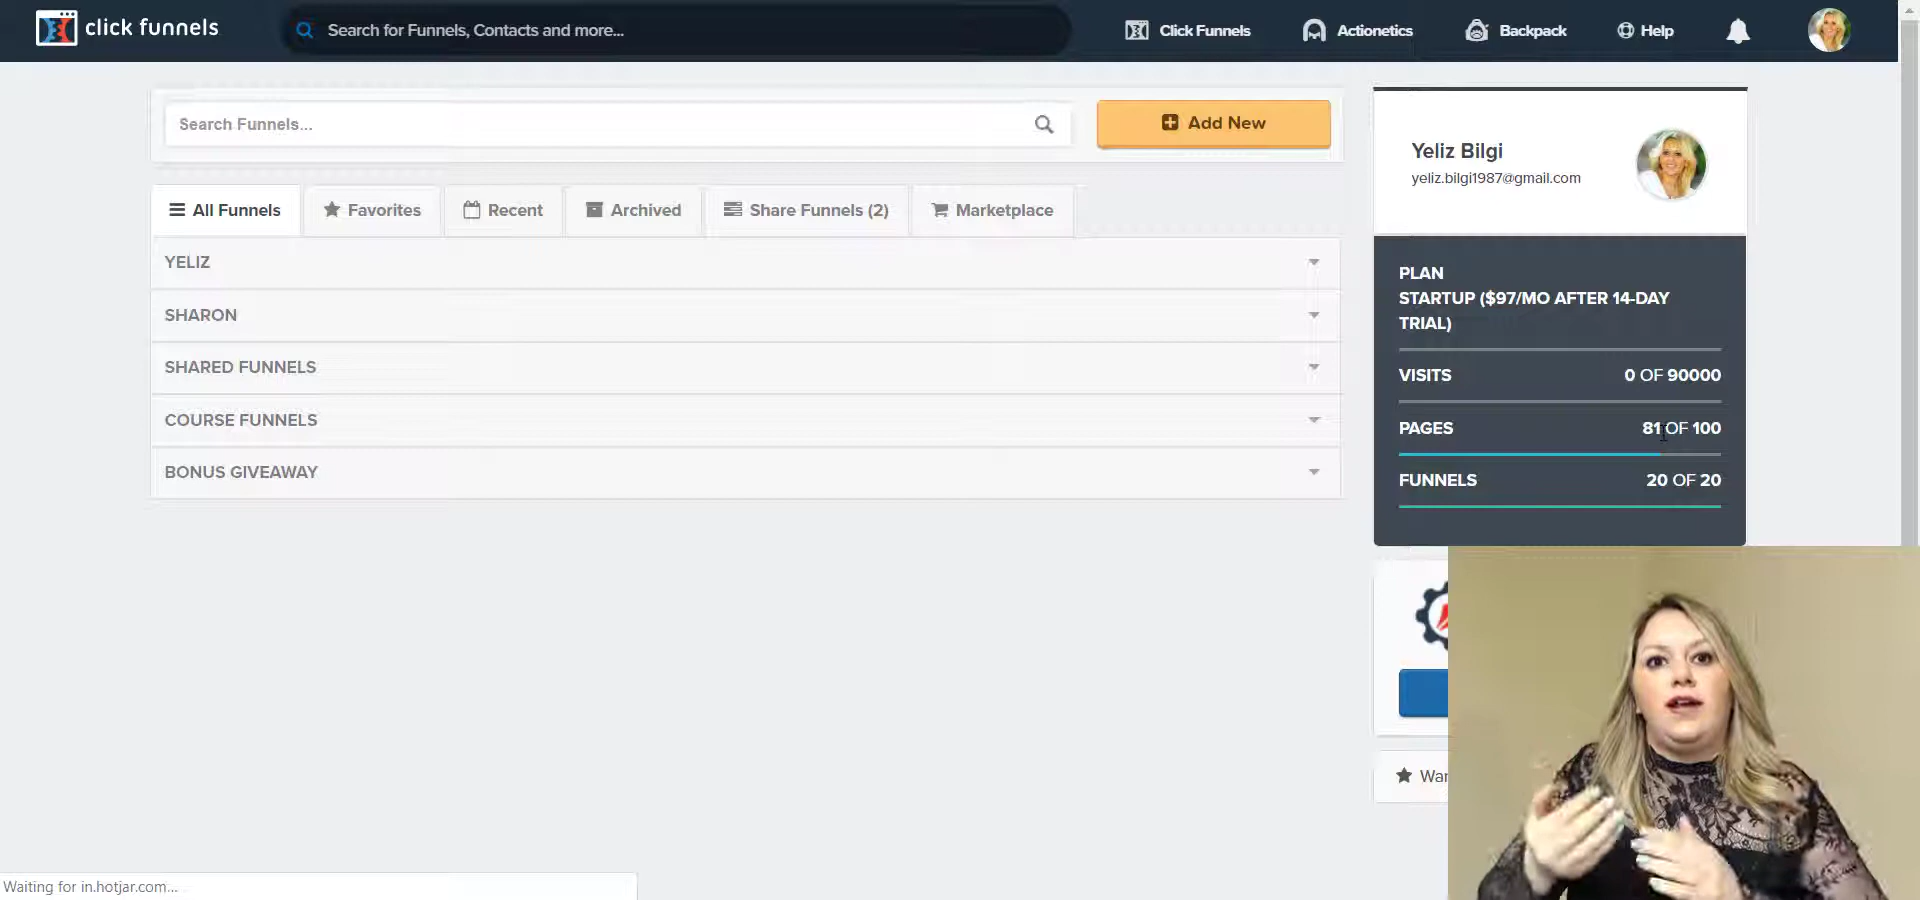 click funnels
Search for Funnels, Contacts and more...
Click Funnels
Actionetics
Backpack
Help
Search Funnels...
Add New
Yeliz Bilgi
yeliz.bilgi1987@gmail.com
All Funnels
Favorites
Recent
Archived
Share Funnels (2)
Marketplace
YELIZ
SHARON
SHARED FUNNELS
COURSE FUNNELS
BONUS GIVEAWAY
PLAN
STARTUP ($97/MO AFTER 14-DAY
TRIAL)
VISITS 0 OF 90000
PAGES 81 OF 100
FUNNELS 20 OF 20
Waiting for in.hotjar.com...